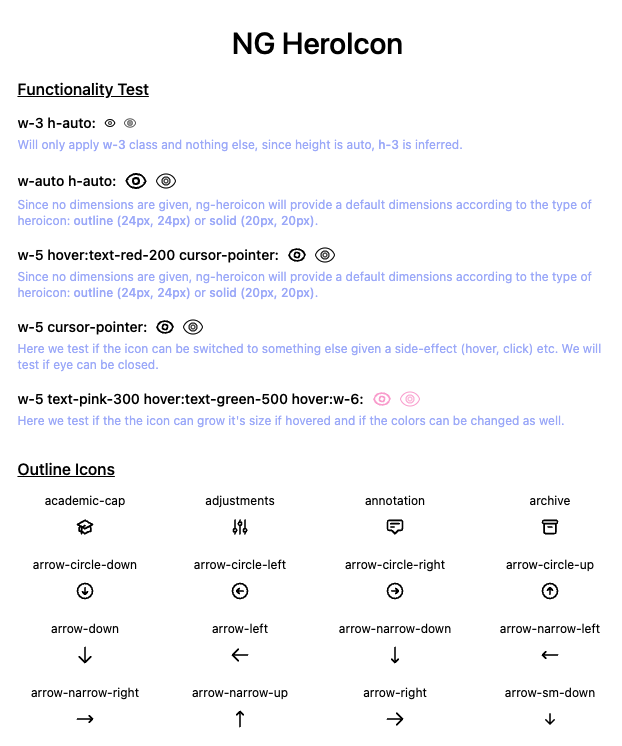 NG HeroIcon
Functionality Test
w-3 h-auto:
Will only apply w-3 class and nothing else, since height is auto, h-3 is inferred.
w-auto h-auto:
Since no dimensions are given, ng-heroicon will provide a default dimensions according to the type of
heroicon: outline (24px, 24px) or solid (20px, 20px).
w-5 hover:text-red-200 cursor-pointer:
Since no dimensions are given, ng-heroicon will provide a default dimensions according to the type of
heroicon: outline (24px, 24px) or solid (20px, 20px).
w-5 cursor-pointer:
Here we test if the icon can be switched to something else given a side-effect (hover, click) etc. We will
test if eye can be closed.
w-5 text-pink-300 hover:text-green-500 hover:w-6:
Here we test if the the icon can grow it's size if hovered and if the colors can be changed as well.
Outline Icons
academic-cap adjustments annotation archive
arrow-circle-down arrow-circle-left arrow-circle-right arrow-circle-up
arrow-down arrow-left arrow-narrow-down arrow-narrow-left
arrow-narrow-right arrow-narrow-up arrow-right arrow-sm-down